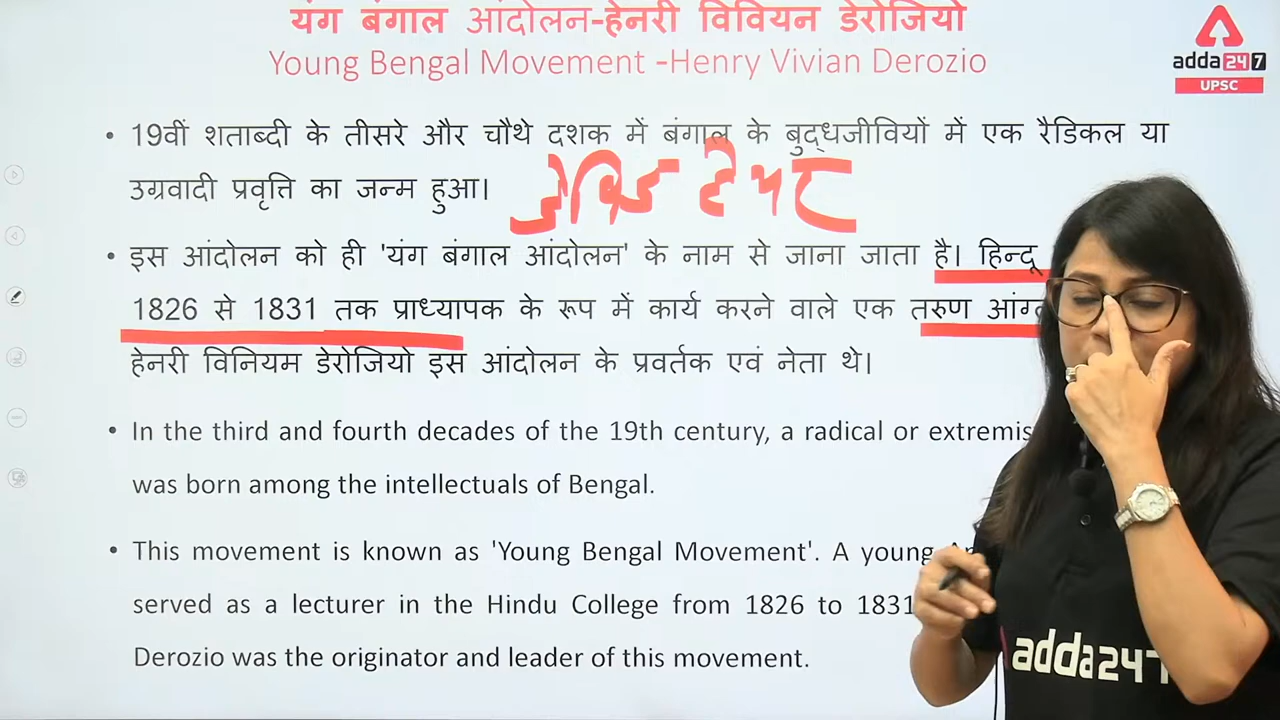 यंग बंगाल आंदोलन-हेनरी विवियन डेरोजियो
Young Bengal Movement -Henry Vivian Derozio
adda247
UPSC
• 19वीं शताब्दी के तीसरे और चौथे दशक में बंगाल के बुद्धजीवियों में एक रैडिकल या
उग्रवादी प्रवृत्ति का जन्म हुआ।
डेविड हेयर
• इस आंदोलन को ही 'यंग बंगाल आंदोलन' के नाम से जाना जाता है। हिन्दू
1826 से 1831 तक प्राध्यापक के रूप में कार्य करने वाले एक तरुण
हेनरी विनियम डेरोजियो इस आंदोलन के प्रवर्तक एवं नेता थे।
• In the third and fourth decades of the 19th century, a radical or
was born among the intellectuals of Bengal.
• This movement is known as 'Young Bengal Movement'. A young
served as a lecturer in the Hindu College from 1826 to 1831
Derozio was the originator and leader of this movement.
adda247